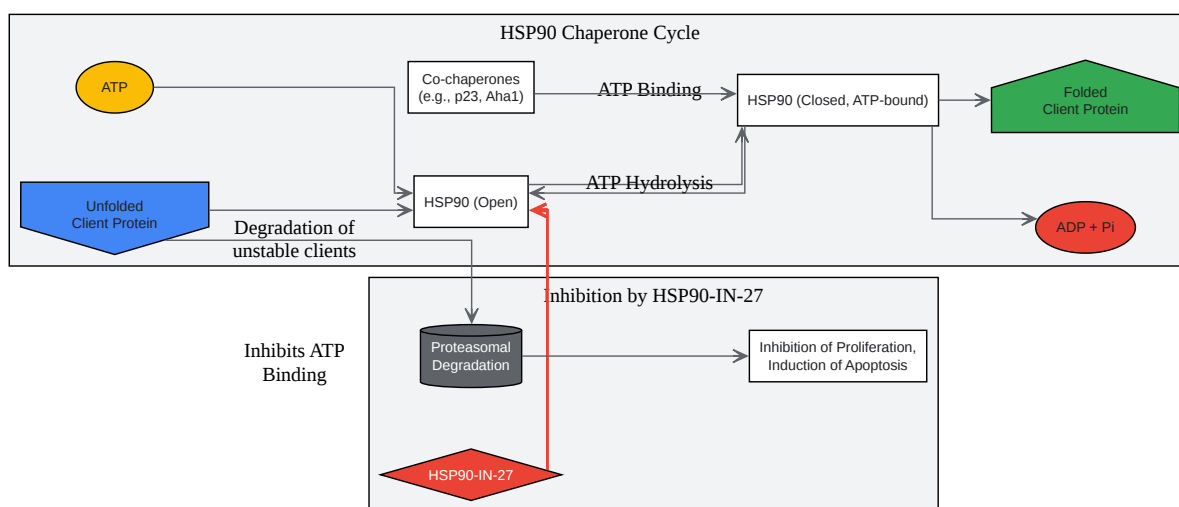 HSP90 Chaperone Cycle
ATP
Co-chaperones
(e.g., p23, Aha1)
ATP Binding
HSP90 (Closed, ATP-bound)
Folded
Client Protein
Unfolded
Client Protein
HSP90 (Open)
ATP Hydrolysis
ADP + Pi
Degradation of
unstable clients
Inhibition by HSP90-IN-27
Inhibits ATP
Binding
Proteasomal
Degradation
Inhibition of Proliferation,
Induction of Apoptosis
HSP90-IN-27